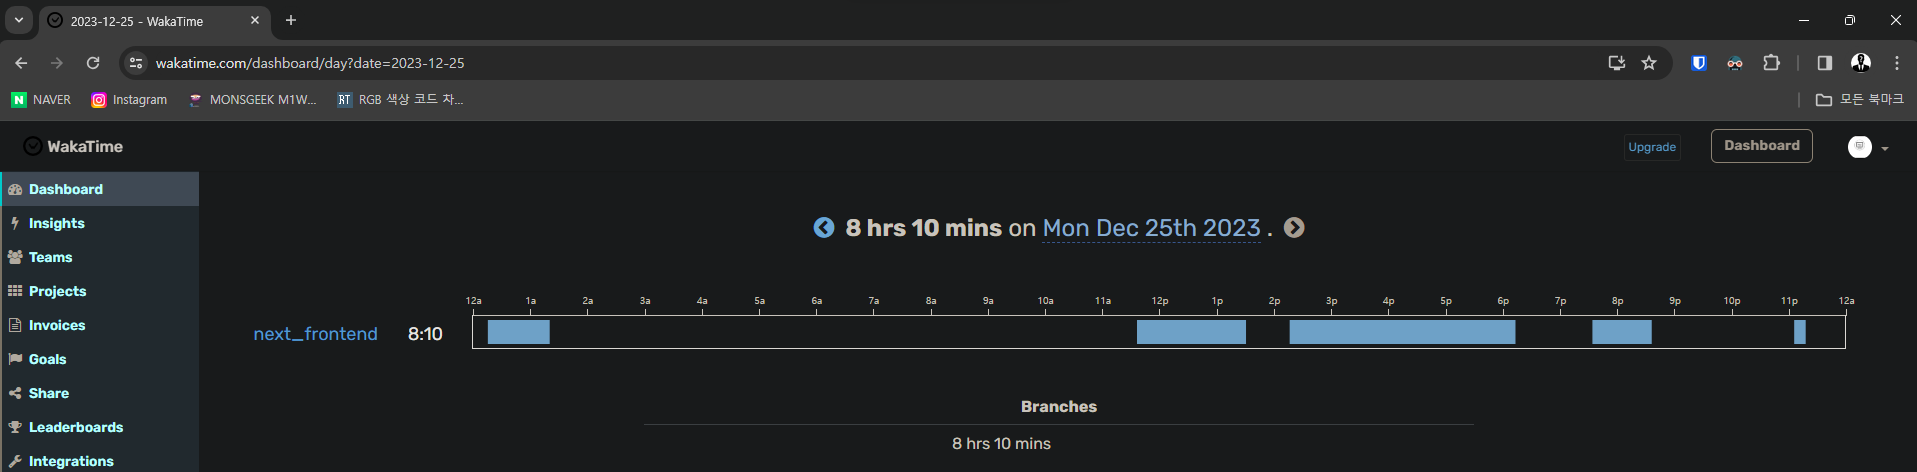 2023-12-25 - WakaTime
wakatime.com/dashboard/day?date=2023-12-25
NAVER Instagram MONSGEEK M1W... RGB 색상 코드 차... 모든 북마크
WakaTime Upgrade Dashboard
Dashboard
Insights
Teams
Projects
Invoices
Goals
Share
Leaderboards
Integrations
8 hrs 10 mins on Mon Dec 25th 2023 .
12a 1a 2a 3a 4a 5a 6a 7a 8a 9a 10a 11a 12p 1p 2p 3p 4p 5p 6p 7p 8p 9p 10p 11p 12a
next_frontend 8:10
Branches
8 hrs 10 mins